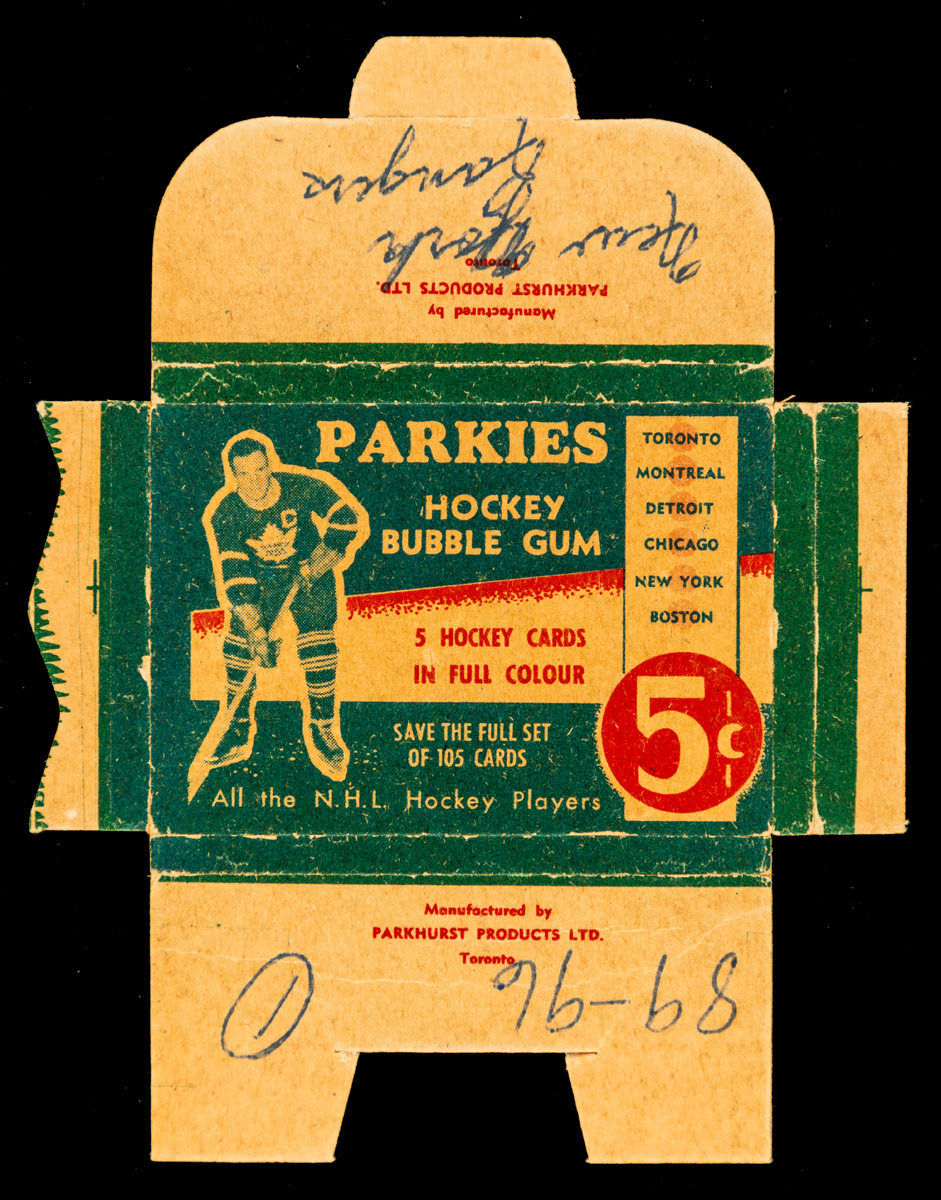 Manufactured by
PARKHURST PRODUCTS LTD.
Toronto
New York
PARKIES
HOCKEY
BUBBLE GUM
TORONTO
MONTREAL
DETROIT
CHICAGO
NEW YORK
BOSTON
5 HOCKEY CARDS
IN FULL COLOUR
5¢
SAVE THE FULL SET
OF 105 CARDS
All the N.H.L. Hockey Players
C
Manufactured by
PARKHURST PRODUCTS LTD.
Toronto
89-96
1